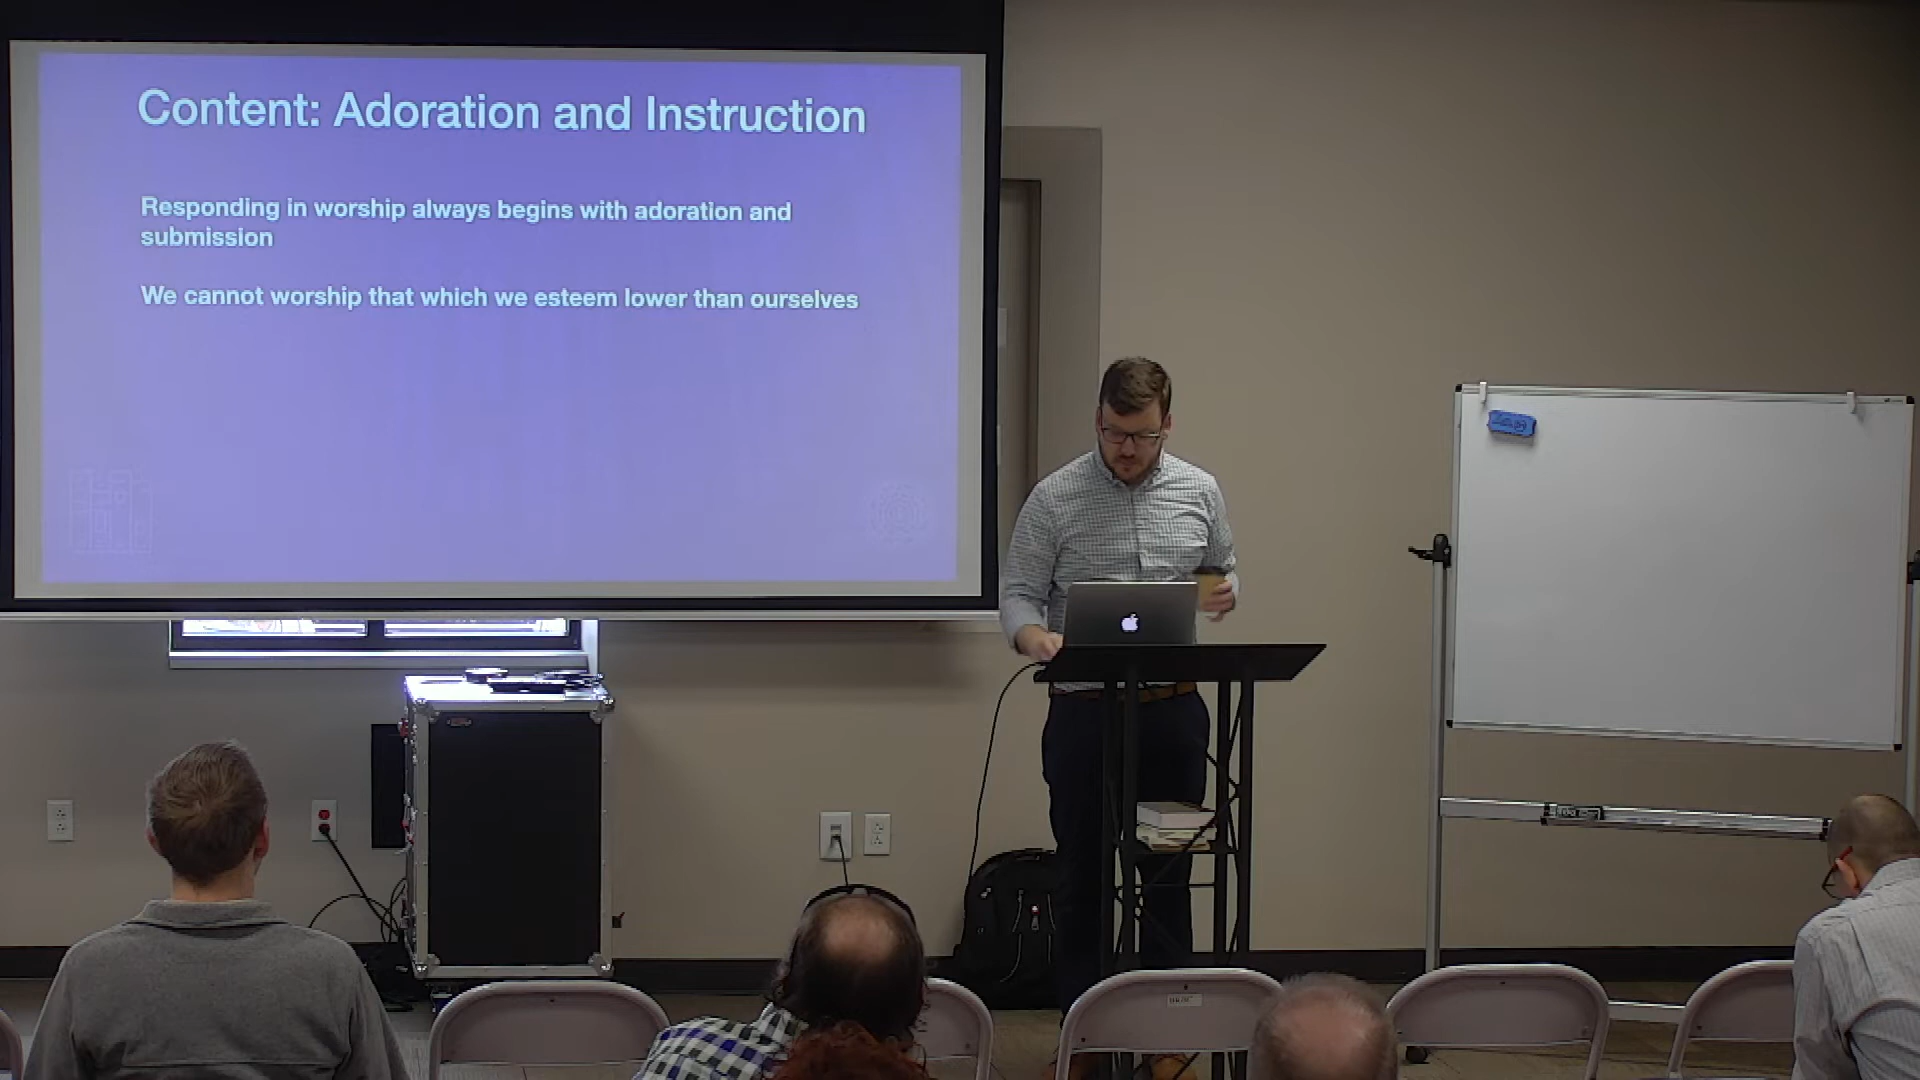 Content: Adoration and Instruction
Responding in worship always begins with adoration and
submission
We cannot worship that which we esteem lower than ourselves